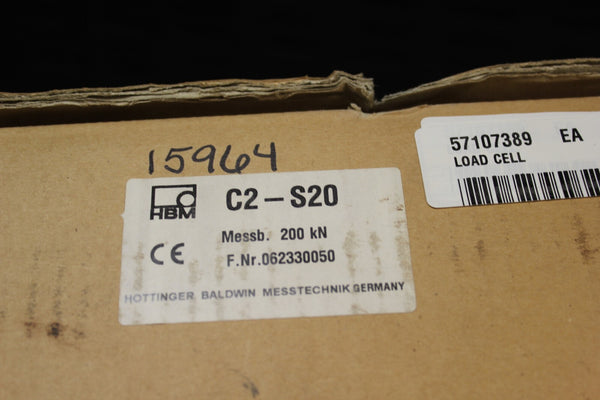 15964
57107389 EA
LOAD CELL
HBM
C2-S20
Messb. 200 kN
CE
F.Nr.062330050
HOTTINGER BALDWIN MESSTECHNIK GERMANY